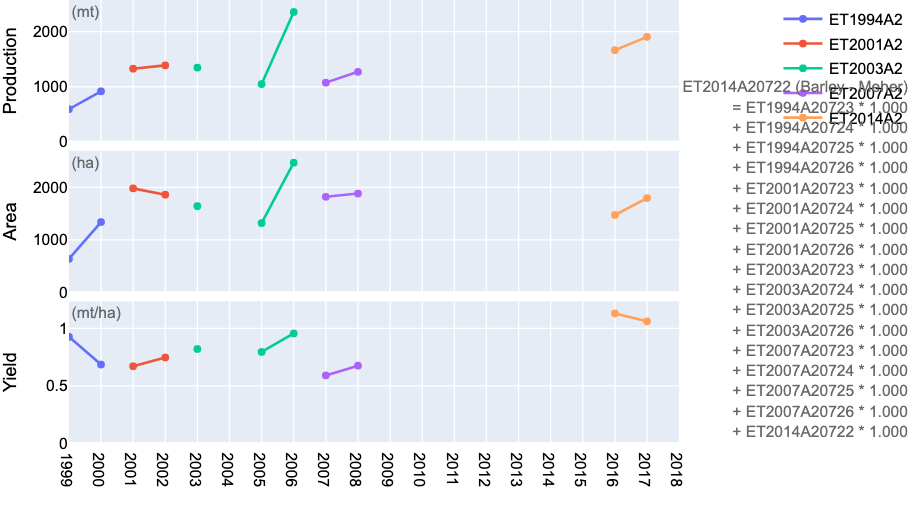 (mt)
Production
2000
1000
0
(ha)
Area
2000
1000
0
(mt/ha)
Yield
1
0.5
0
1999
2000
2001
2002
2003
2004
2005
2006
2007
2008
2009
2010
2011
2012
2013
2014
2015
2016
2017
2018
ET1994A2
ET2001A2
ET2003A2
ET2007A2
ET2014A2
ET2014A20722 (Barley - Meher)
= ET1994A20723 * 1.000
+ ET1994A20724 * 1.000
+ ET1994A20725 * 1.000
+ ET1994A20726 * 1.000
+ ET2001A20723 * 1.000
+ ET2001A20724 * 1.000
+ ET2001A20725 * 1.000
+ ET2001A20726 * 1.000
+ ET2003A20723 * 1.000
+ ET2003A20724 * 1.000
+ ET2003A20725 * 1.000
+ ET2003A20726 * 1.000
+ ET2007A20723 * 1.000
+ ET2007A20724 * 1.000
+ ET2007A20725 * 1.000
+ ET2007A20726 * 1.000
+ ET2014A20722 * 1.000